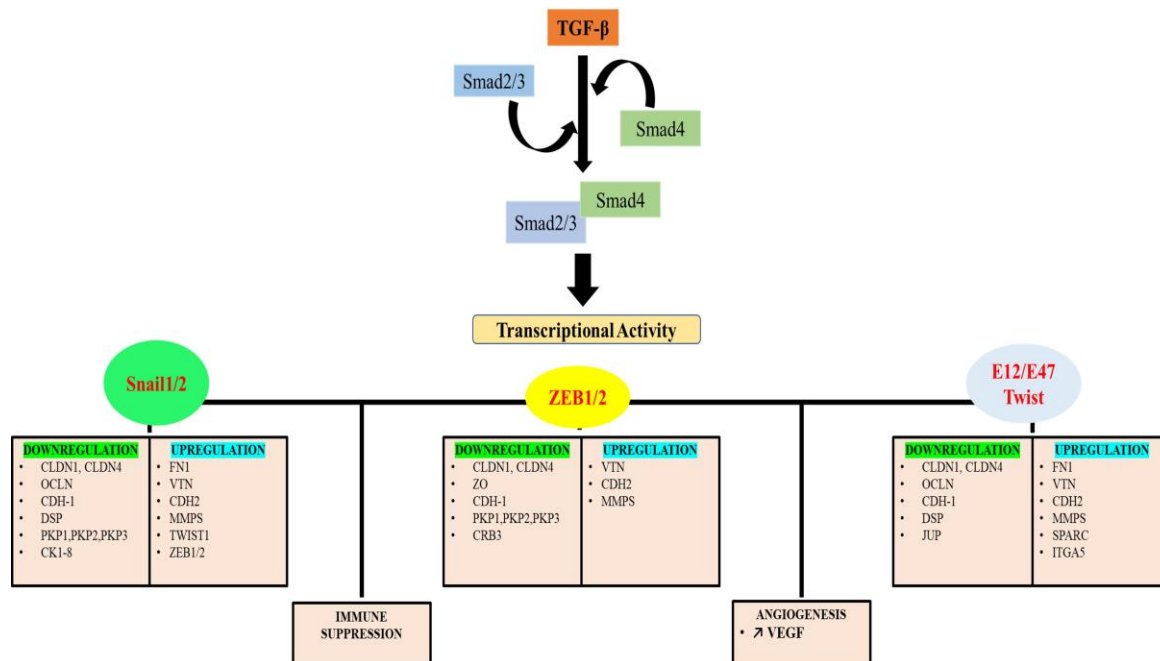 TGF-β
Smad2/3
Smad4
Smad4
Smad2/3
Transcriptional Activity
Snail1/2
ZEB1/2
E12/E47
Twist
DOWNREGULATION
• CLDN1, CLDN4
• OCLN
• CDH-1
• DSP
• PKP1,PKP2,PKP3
• CK1-8
UPREGULATION
• FN1
• VTN
• CDH2
• MMPS
• TWIST1
• ZEB1/2
DOWNREGULATION
• CLDN1, CLDN4
• ZO
• CDH-1
• PKP1,PKP2,PKP3
• CRB3
UPREGULATION
• VTN
• CDH2
• MMPS
DOWNREGULATION
• CLDN1, CLDN4
• OCLN
• CDH-1
• DSP
• JUP
UPREGULATION
• FN1
• VTN
• CDH2
• MMPS
• SPARC
• ITGA5
IMMUNE
SUPPRESSION
ANGIOGENESIS
• ↗ VEGF